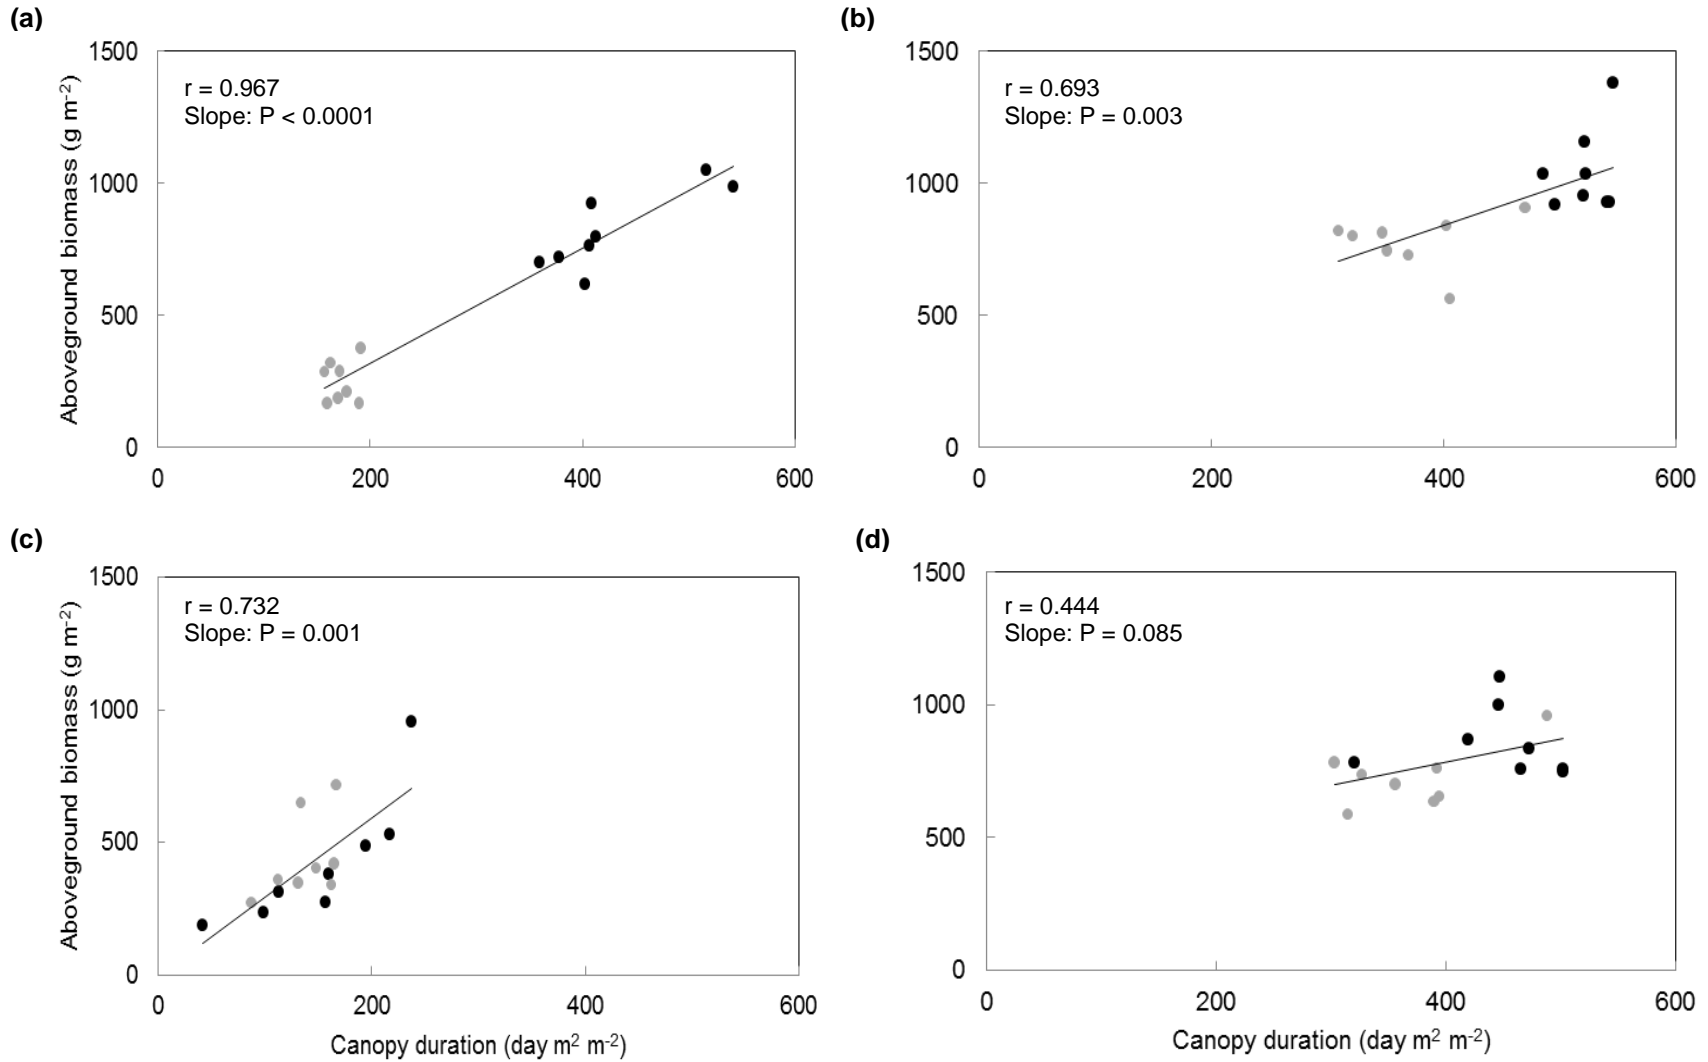 (a)
1500
1000
500
0
Aboveground biomass (g m-2)
r = 0.967
Slope: P < 0.0001
0 200 400 600
(b)
1500
1000
500
0
r = 0.693
Slope: P = 0.003
0 200 400 600
(c)
1500
1000
500
0
Aboveground biomass (g m-2)
r = 0.732
Slope: P = 0.001
0 200 400 600
Canopy duration (day m2 m-2)
(d)
1500
1000
500
0
r = 0.444
Slope: P = 0.085
0 200 400 600
Canopy duration (day m2 m-2)